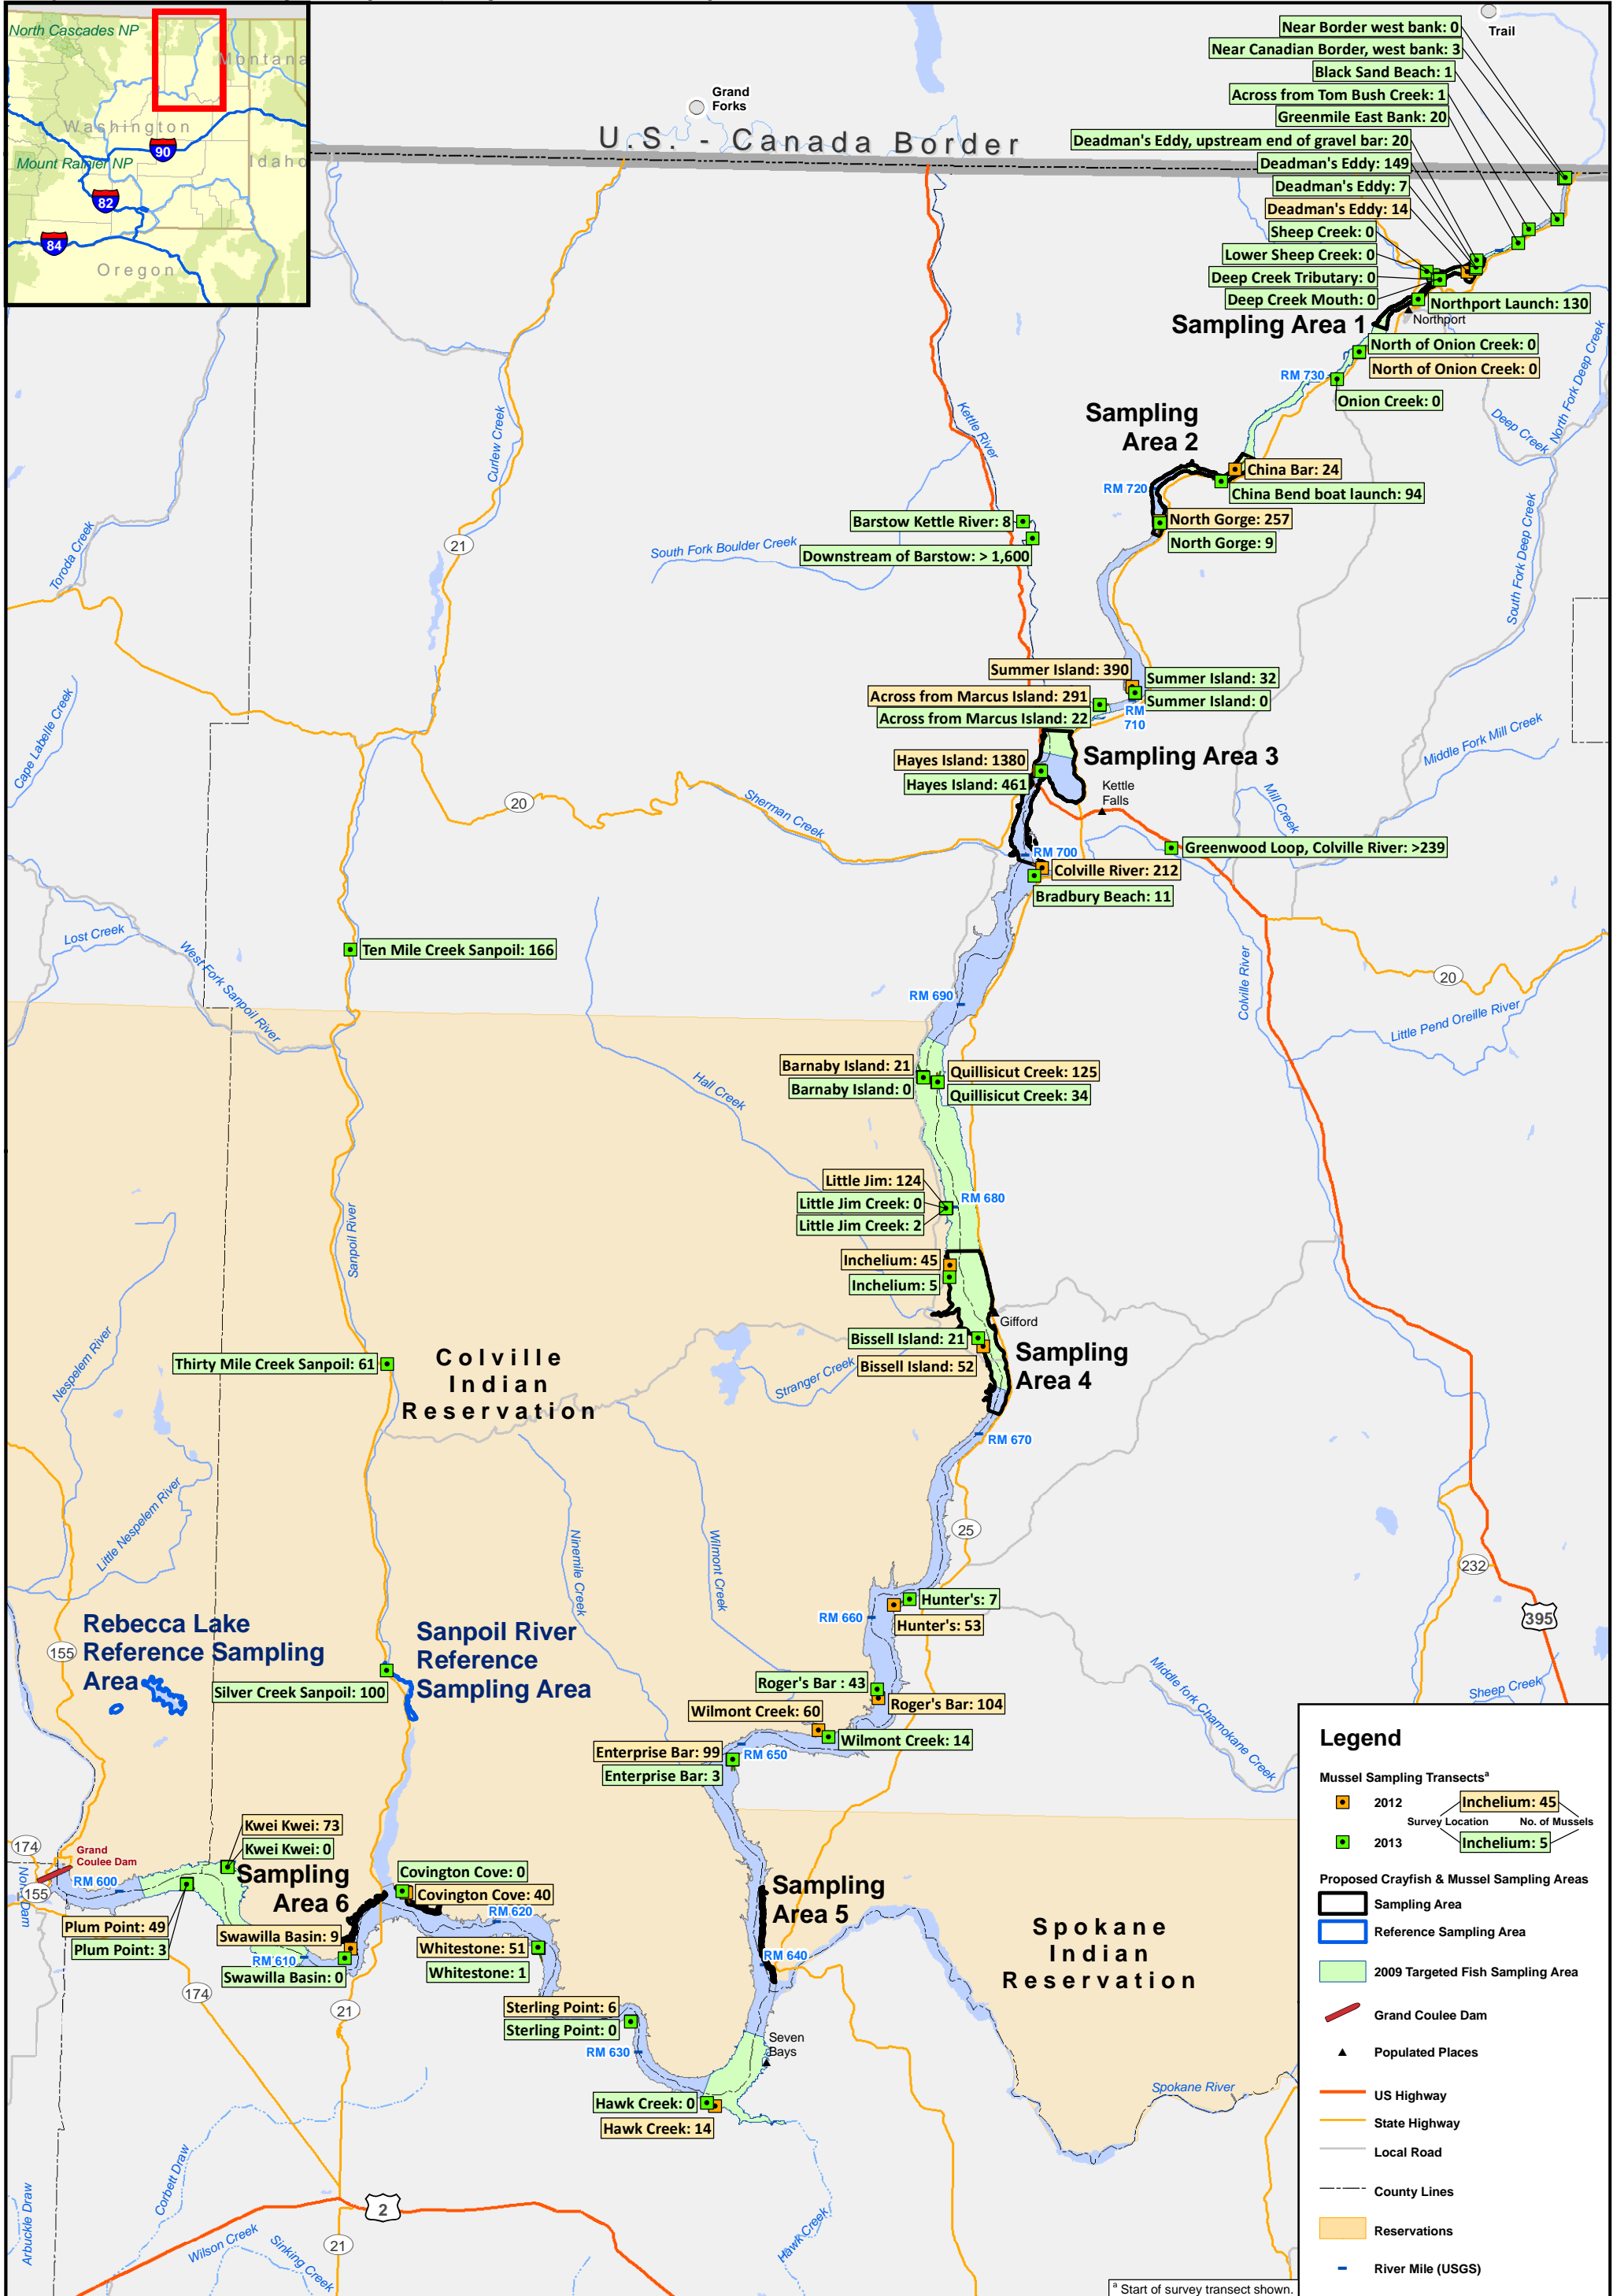 North Cascades NP
Montana
Washington
90
Mount Rainier NP
Idaho
82
84
Oregon
Trail
Grand
Forks
U.S. - Canada Border
Near Border west bank: 0
Near Canadian Border, west bank: 3
Black Sand Beach: 1
Across from Tom Bush Creek: 1
Greenmile East Bank: 20
Deadman's Eddy, upstream end of gravel bar: 20
Deadman's Eddy: 149
Deadman's Eddy: 7
Deadman's Eddy: 14
Sheep Creek: 0
Lower Sheep Creek: 0
Deep Creek Tributary: 0
Deep Creek Mouth: 0
Northport Launch: 130
Northport
Sampling Area 1
North of Onion Creek: 0
North of Onion Creek: 0
RM 730
Onion Creek: 0
North Fork Deep Creek
Deep Creek
South Fork Deep Creek
Sampling
Area 2
China Bar: 24
RM 720
China Bend boat launch: 94
North Gorge: 257
North Gorge: 9
Kettle River
Curlew Creek
Toroda Creek
21
Barstow Kettle River: 8
South Fork Boulder Creek
Downstream of Barstow: > 1,600
Summer Island: 390
Summer Island: 32
Summer Island: 0
Across from Marcus Island: 291
Across from Marcus Island: 22
RM
710
Cape Labelle Creek
Middle Fork Mill Creek
Sampling Area 3
Hayes Island: 1380
Hayes Island: 461
Kettle
Falls
Mill Creek
20
Sherman Creek
RM 700
Greenwood Loop, Colville River: >239
Colville River: 212
Bradbury Beach: 11
Lost Creek
West Fork Sanpoil River
Ten Mile Creek Sanpoil: 166
20
Colville River
RM 690
Little Pend Oreille River
Barnaby Island: 21
Barnaby Island: 0
Quillisicut Creek: 125
Quillisicut Creek: 34
Hall Creek
Little Jim: 124
Little Jim Creek: 0
Little Jim Creek: 2
RM 680
Sanpoil River
Inchelium: 45
Inchelium: 5
Gifford
Bissell Island: 21
Bissell Island: 52
Stranger Creek
Sampling
Area 4
Nespelem River
Thirty Mile Creek Sanpoil: 61
Colville
Indian
Reservation
RM 670
Little Nespelem River
25
Ninemile Creek
Wilmont Creek
232
395
Hunter's: 7
RM 660
Hunter's: 53
Rebecca Lake
Reference Sampling
Area
155
Sanpoil River
Reference
Sampling Area
Silver Creek Sanpoil: 100
Roger's Bar: 43
Roger's Bar: 104
Wilmont Creek: 60
Wilmont Creek: 14
Middle fork Chamokane Creek
Sheep Creek
Enterprise Bar: 99
Enterprise Bar: 3
RM 650
Kwei Kwei: 73
Kwei Kwei: 0
174
Grand
Coulee Dam
RM 600
155
Dam
Sampling
Area 6
Covington Cove: 0
Covington Cove: 40
RM 620
Plum Point: 49
Plum Point: 3
Swawilla Basin: 9
RM 610
Swawilla Basin: 0
Whitestone: 51
Whitestone: 1
Sampling
Area 5
RM 640
Spokane
Indian
Reservation
174
21
Sterling Point: 6
Sterling Point: 0
RM 630
Seven
Bays
Hawk Creek: 0
Hawk Creek: 14
Spokane River
Corbett Draw
Arbuckle Draw
2
Wilson Creek
Sinking Creek
21
Hawk Creek
Legend
Mussel Sampling Transectsa
2012
Inchelium: 45
Survey Location No. of Mussels
2013
Inchelium: 5
Proposed Crayfish & Mussel Sampling Areas
Sampling Area
Reference Sampling Area
2009 Targeted Fish Sampling Area
Grand Coulee Dam
Populated Places
US Highway
State Highway
Local Road
County Lines
Reservations
River Mile (USGS)
a Start of survey transect shown.